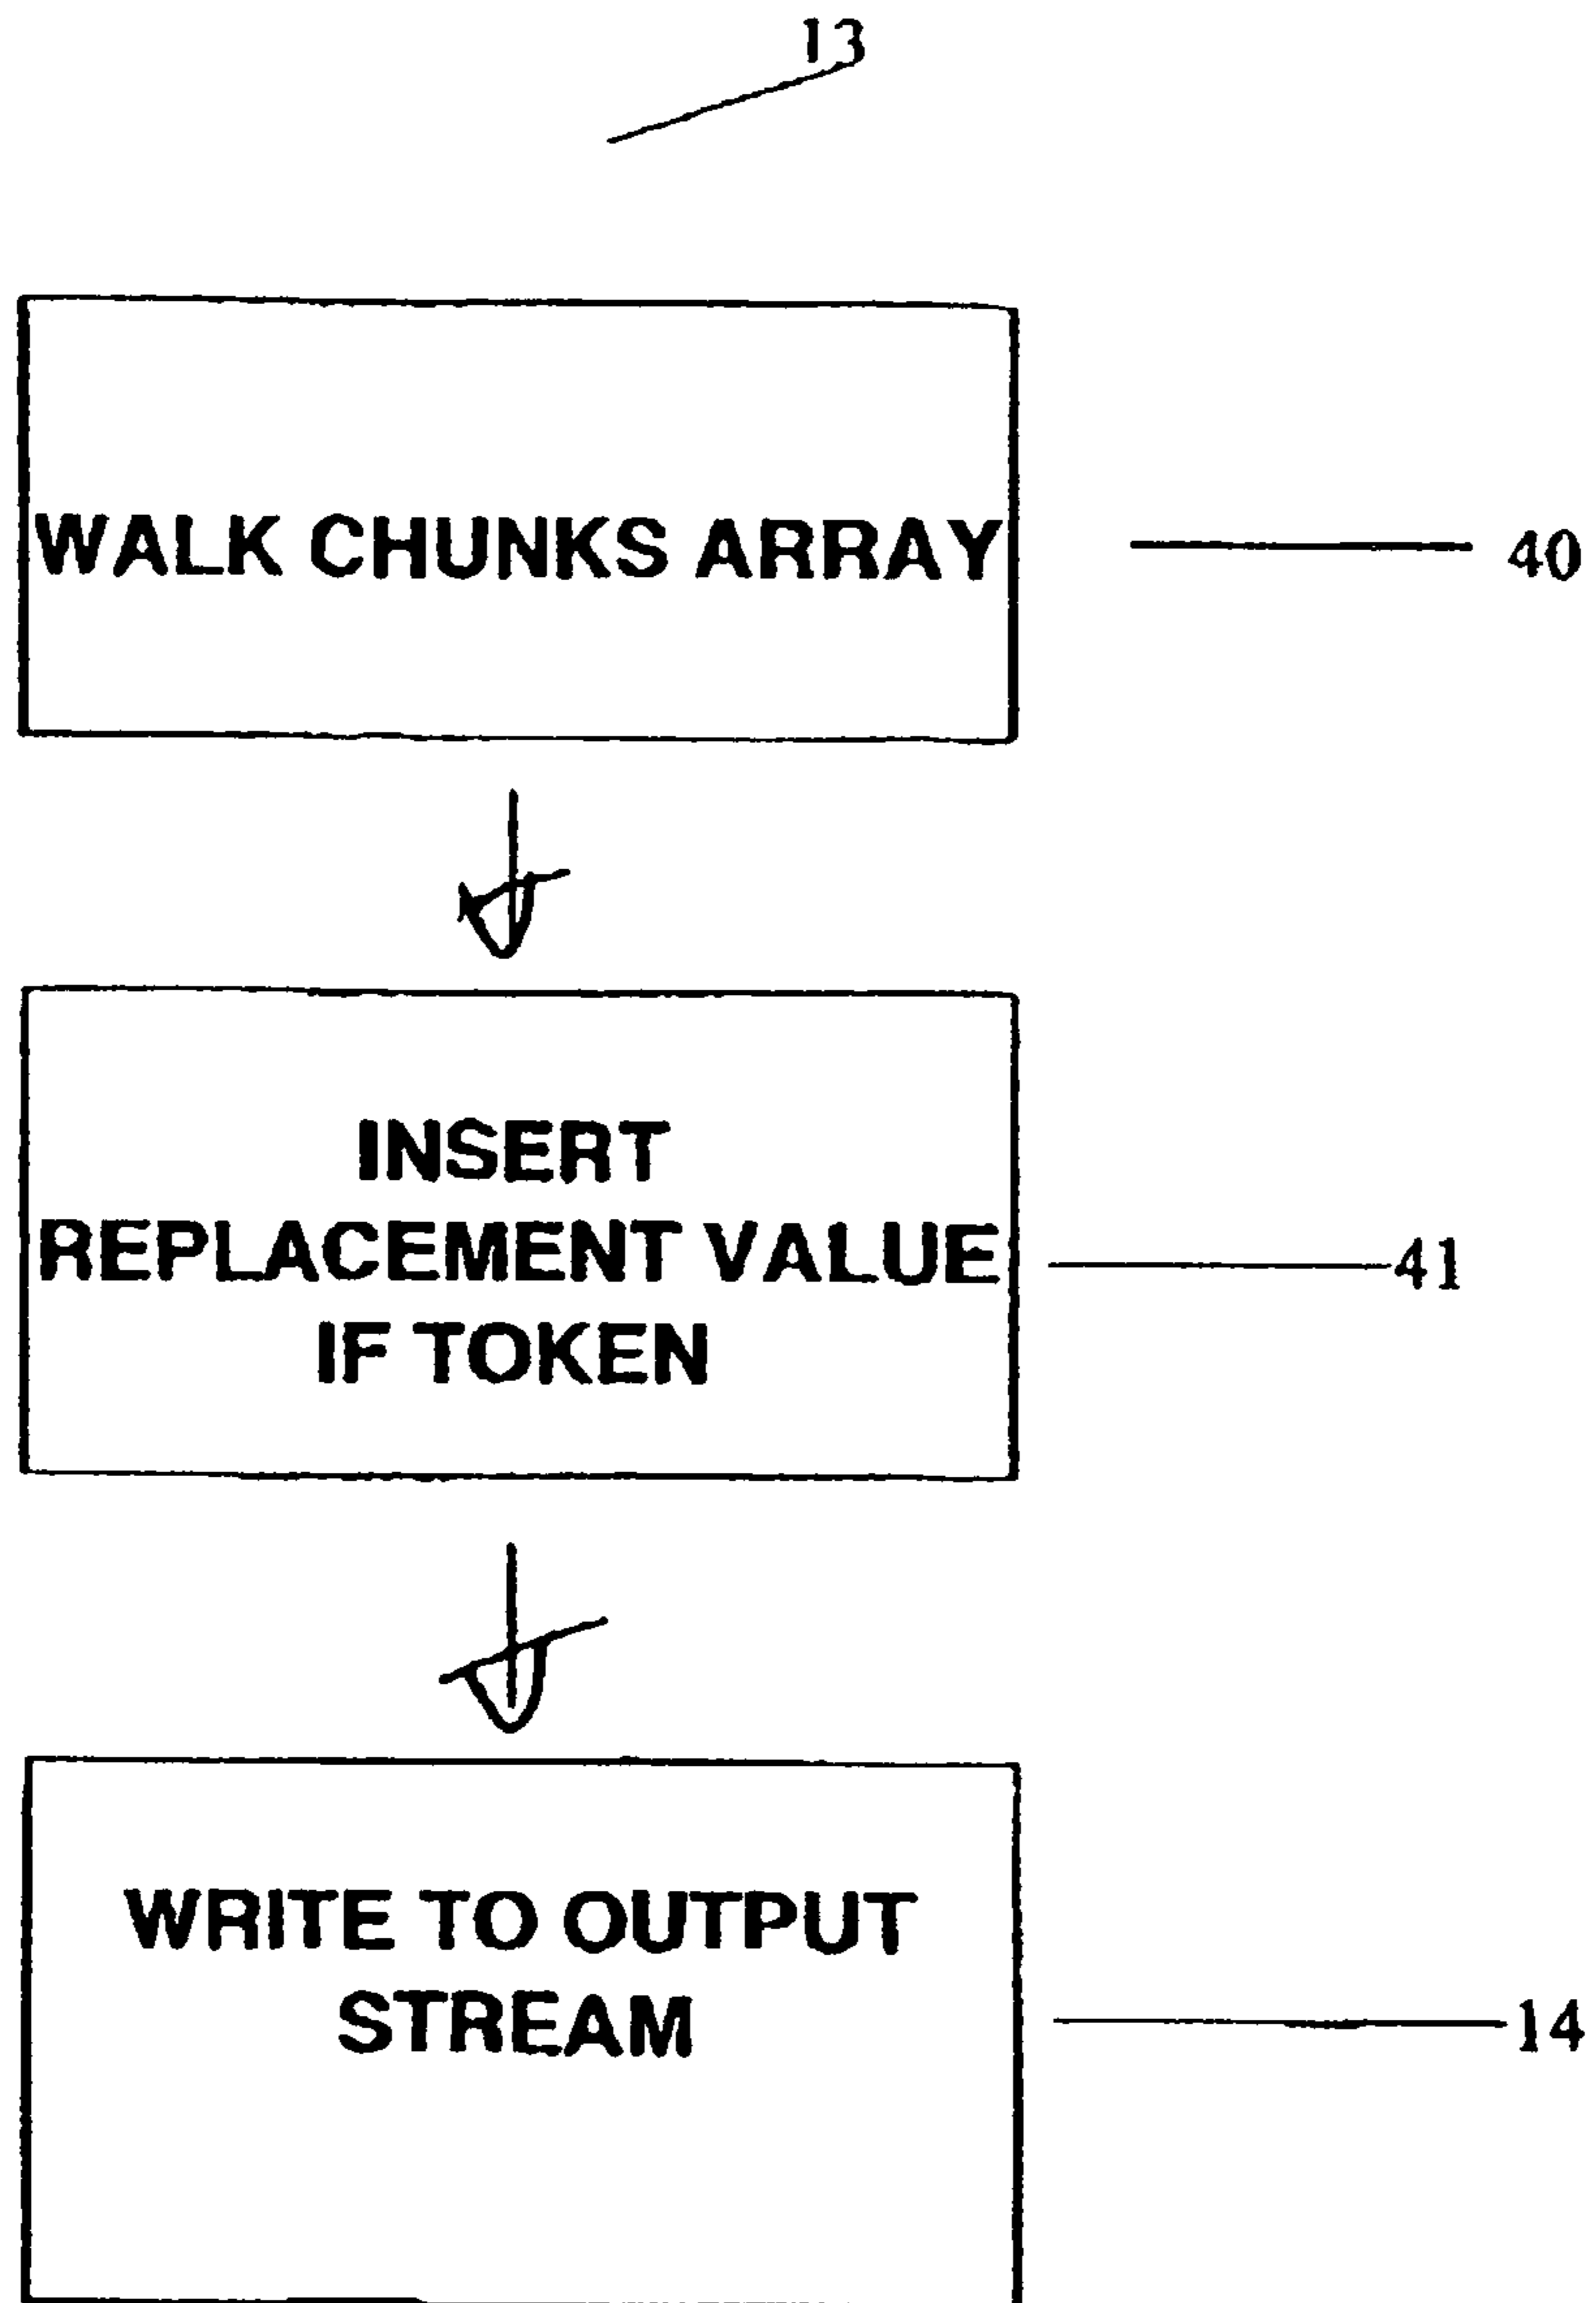 13
WALK CHUNKS ARRAY
40
INSERT
REPLACEMENT VALUE
IF TOKEN
41
WRITE TO OUTPUT
STREAM
14